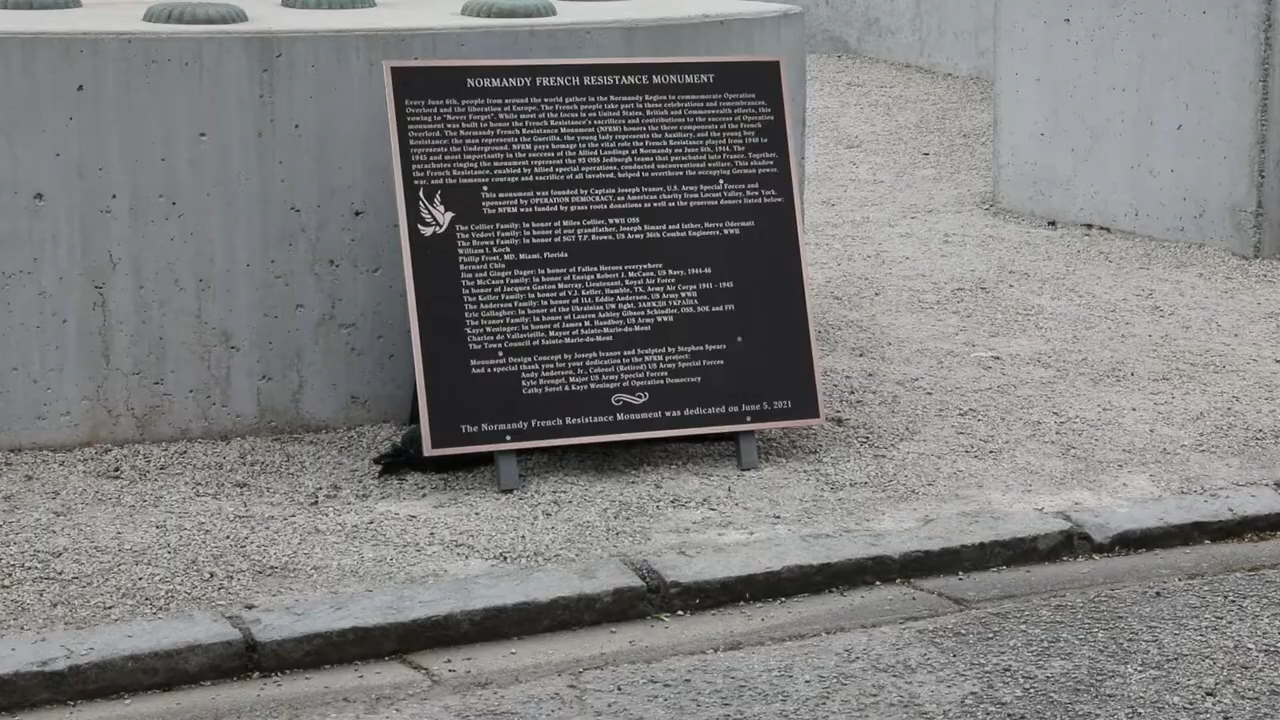 NORMANDY FRENCH RESISTANCE MONUMENT
Every June 6th, people from around the world gather in the Normandy Region to commemorate Operation
Overlord and the liberation of Europe. The French people take part in these celebrations and remembrances,
vowing to "Never Forget". While most of the focus is on United States, British and Commonwealth efforts, this
monument was built to honor the French Resistance's sacrifices and contributions to the success of Operation
Overlord. The Normandy French Resistance Monument (NFRM) honors the three components of the French
Resistance: the man represents the Guerilla, the young lady represents the Auxiliary, and the young boy
represents the Underground. NFRM pays homage to the vital role the French Resistance played from 1940 to
1945 and most importantly in the success of the Allied Landings at Normandy on June 6th, 1944. The
parachutes ringing the monument represent the 93 OSS Jedburgh teams that parachuted into France. Together,
the French Resistance, enabled by Allied special operations, conducted unconventional welfare. This shadow
war, and the immense courage and sacrifice of all involved, helped to overthrow the occupying German power.
This monument was founded by Captain Joseph Ivanov, U.S. Army Special Forces and
sponsored by OPERATION DEMOCRACY, an American charity from Locust Valley, New York.
The NFRM was funded by grass roots donations as well as the generous donors listed below:
The Collier Family: In honor of Miles Collier, WWII OSS
The Vedovi Family: In honor of our grandfather, Joseph Simard and father, Herve Odermatt
The Brown Family: In honor of SGT T.P. Brown, US Army 36th Combat Engineers, WWII
William I. Koch
Philip Frost, MD, Miami, Florida
Bernard Chiu
Jim and Ginger Dager: In honor of Fallen Heroes everywhere
The McCann Family: In honor of Ensign Robert J. McCann, US Navy, 1944-46
In honor of Jacques Gaston Murray, Lieutenant, Royal Air Force
The Keller Family: In honor of V.J. Keller, Humble, TX, Army Air Corps 1941 - 1945
The Anderson Family: In honor of 1Lt. Eddie Anderson, US Army WWII
Eric Gallagher: In honor of the Ukrainian UW fight, ЗАВЖДИ УКРАЇНА
The Ivanov Family: In honor of Lauren Ashley Gibson Schindler, OSS, SOE and FFI
Kaye Weninger: In honor of James M. Handboy, US Army WWII
Charles de Vallavieille, Mayor of Sainte-Marie-du-Mont
The Town Council of Sainte-Marie-du-Mont
Monument Design Concept by Joseph Ivanov and Sculpted by Stephen Spears
And a special thank you for your dedication to the NFRM project:
Andy Anderson, Jr., Colonel (Retired) US Army Special Forces
Kyle Brengel, Major US Army Special Forces
Cathy Soref & Kaye Weninger of Operation Democracy
The Normandy French Resistance Monument was dedicated on June 5, 2021